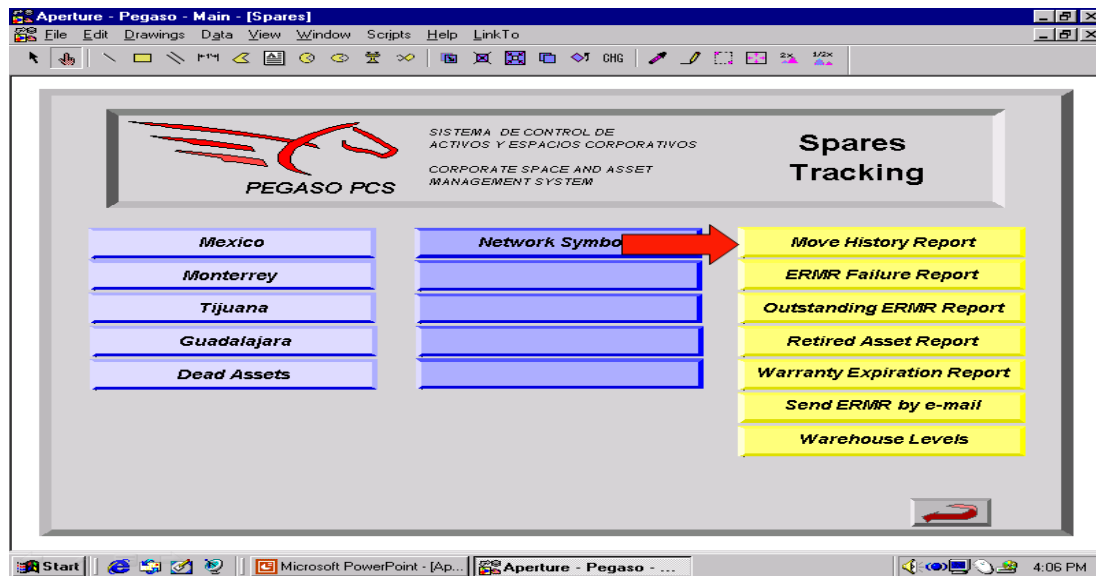 Aperture - Pegaso - Main - [Spares]
File Edit Drawings Data View Window Scripts Help LinkTo
CHG 2X 1/2X
SISTEMA DE CONTROL DE
ACTIVOS Y ESPACIOS CORPORATIVOS
CORPORATE SPACE AND ASSET
MANAGEMENT SYSTEM
PEGASO PCS
Spares
Tracking
Mexico
Monterrey
Tijuana
Guadalajara
Dead Assets
Network Symbo
Move History Report
ERMR Failure Report
Outstanding ERMR Report
Retired Asset Report
Warranty Expiration Report
Send ERMR by e-mail
Warehouse Levels
Start Microsoft PowerPoint - [Ap... Aperture - Pegaso - ... 4:06 PM